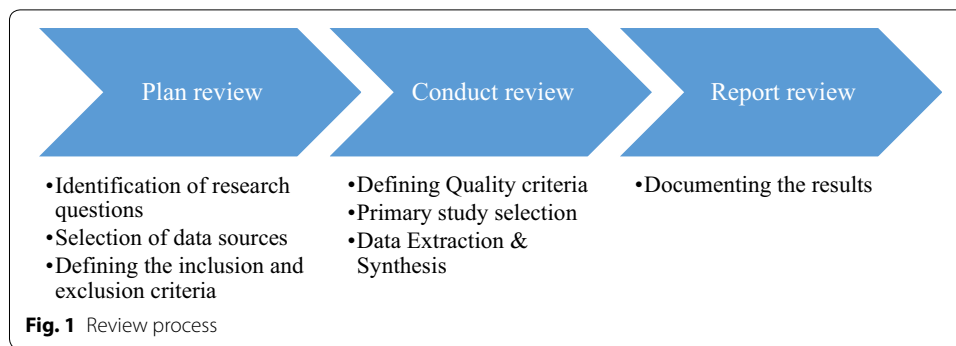 Plan review
Conduct review
Report review
•Identification of research
questions
•Selection of data sources
•Defining the inclusion and
exclusion criteria
•Defining Quality criteria
•Primary study selection
•Data Extraction &
Synthesis
•Documenting the results
Fig. 1 Review process